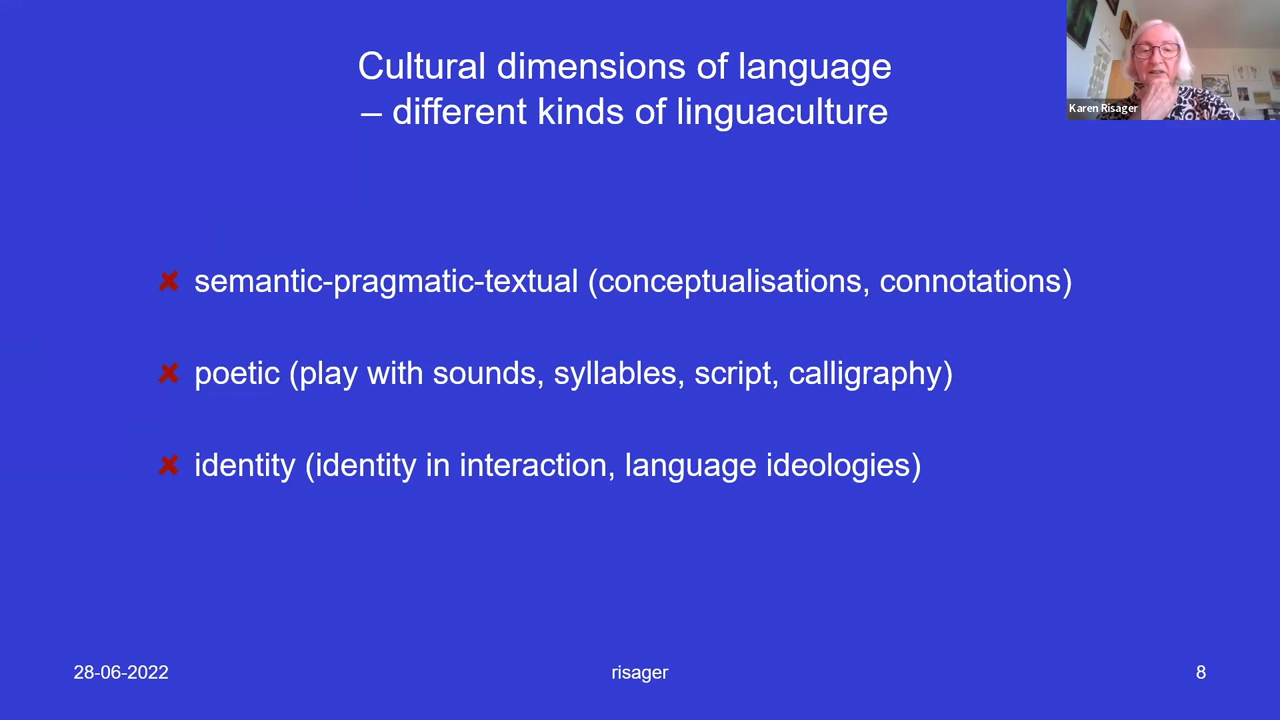 Cultural dimensions of language
– different kinds of linguaculture
Karen Risager
✘ semantic-pragmatic-textual (conceptualisations, connotations)
✘ poetic (play with sounds, syllables, script, calligraphy)
✘ identity (identity in interaction, language ideologies)
28-06-2022
risager
8